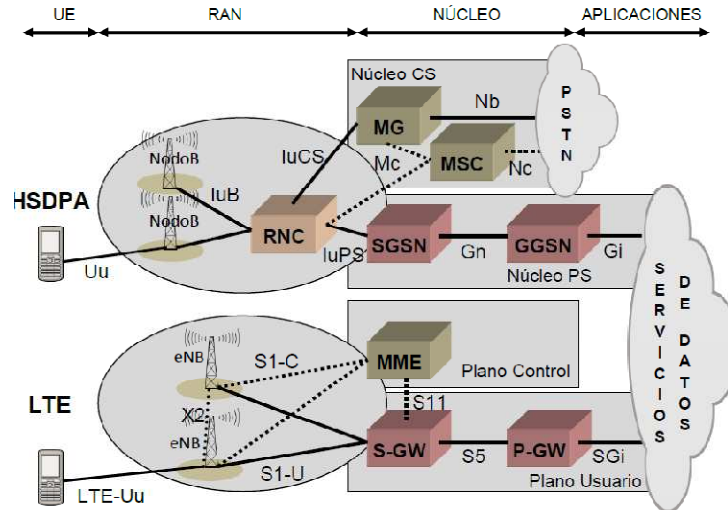 UE
RAN
NÚCLEO
APLICACIONES
Núcleo CS
MG
Nb
PSTN
IuCS
Mc
MSC
Nc
NodoB
IuB
NodoB
HSDPA
RNC
IuPS
SGSN
Gn
GGSN
Gi
Uu
Núcleo PS
SERVICIOS
DE DATOS
eNB
S1-C
MME
Plano Control
LTE
X2
S11
eNB
S-GW
S5
P-GW
SGi
S1-U
LTE-Uu
Plano Usuario